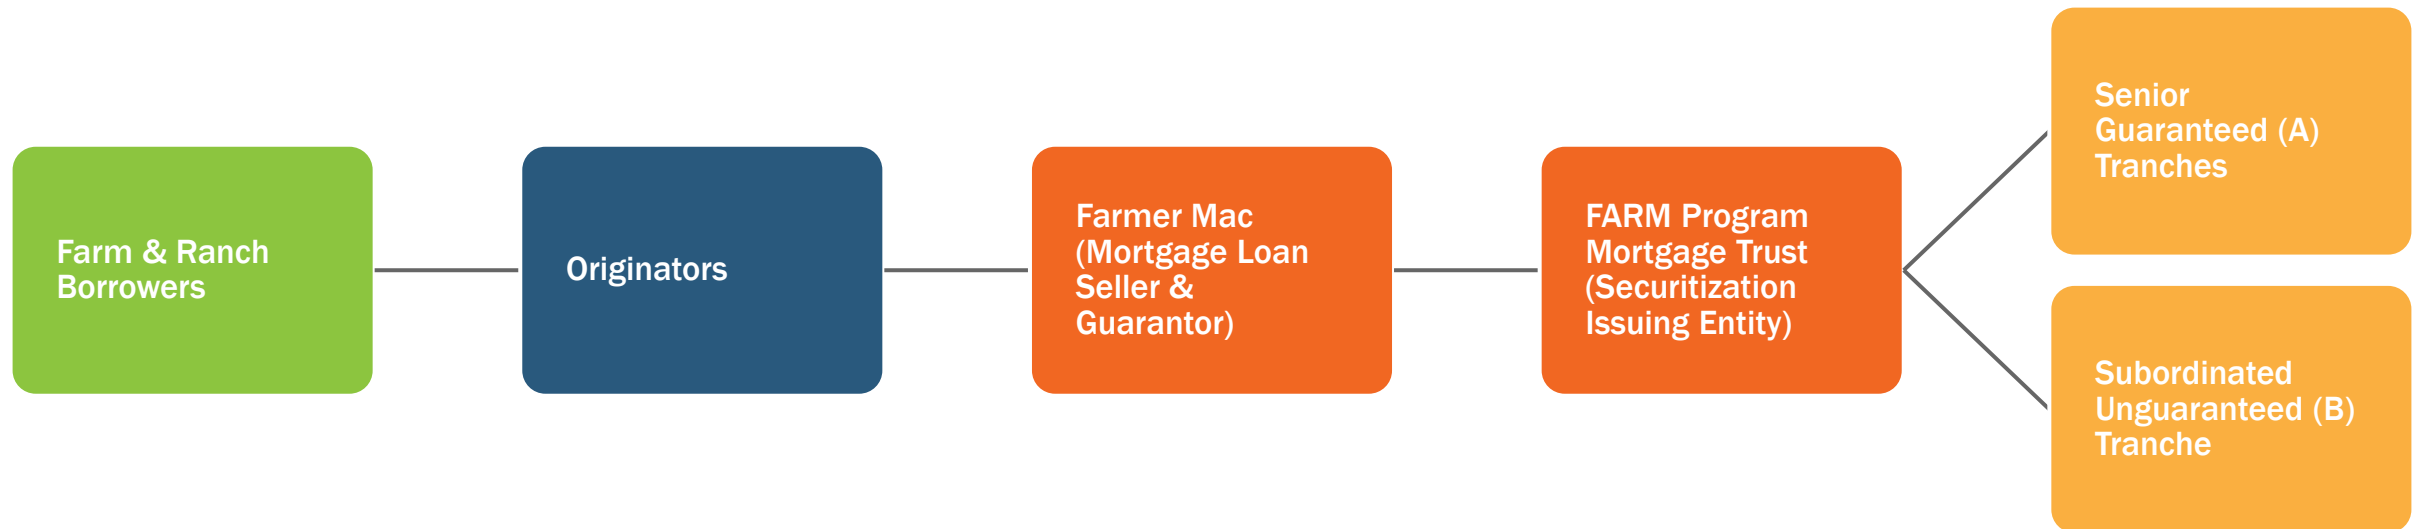 Farm & Ranch
Borrowers
Originators
Farmer Mac
(Mortgage Loan
Seller &
Guarantor)
FARM Program
Mortgage Trust
(Securitization
Issuing Entity)
Senior
Guaranteed (A)
Tranches
Subordinated
Unguaranteed (B)
Tranche